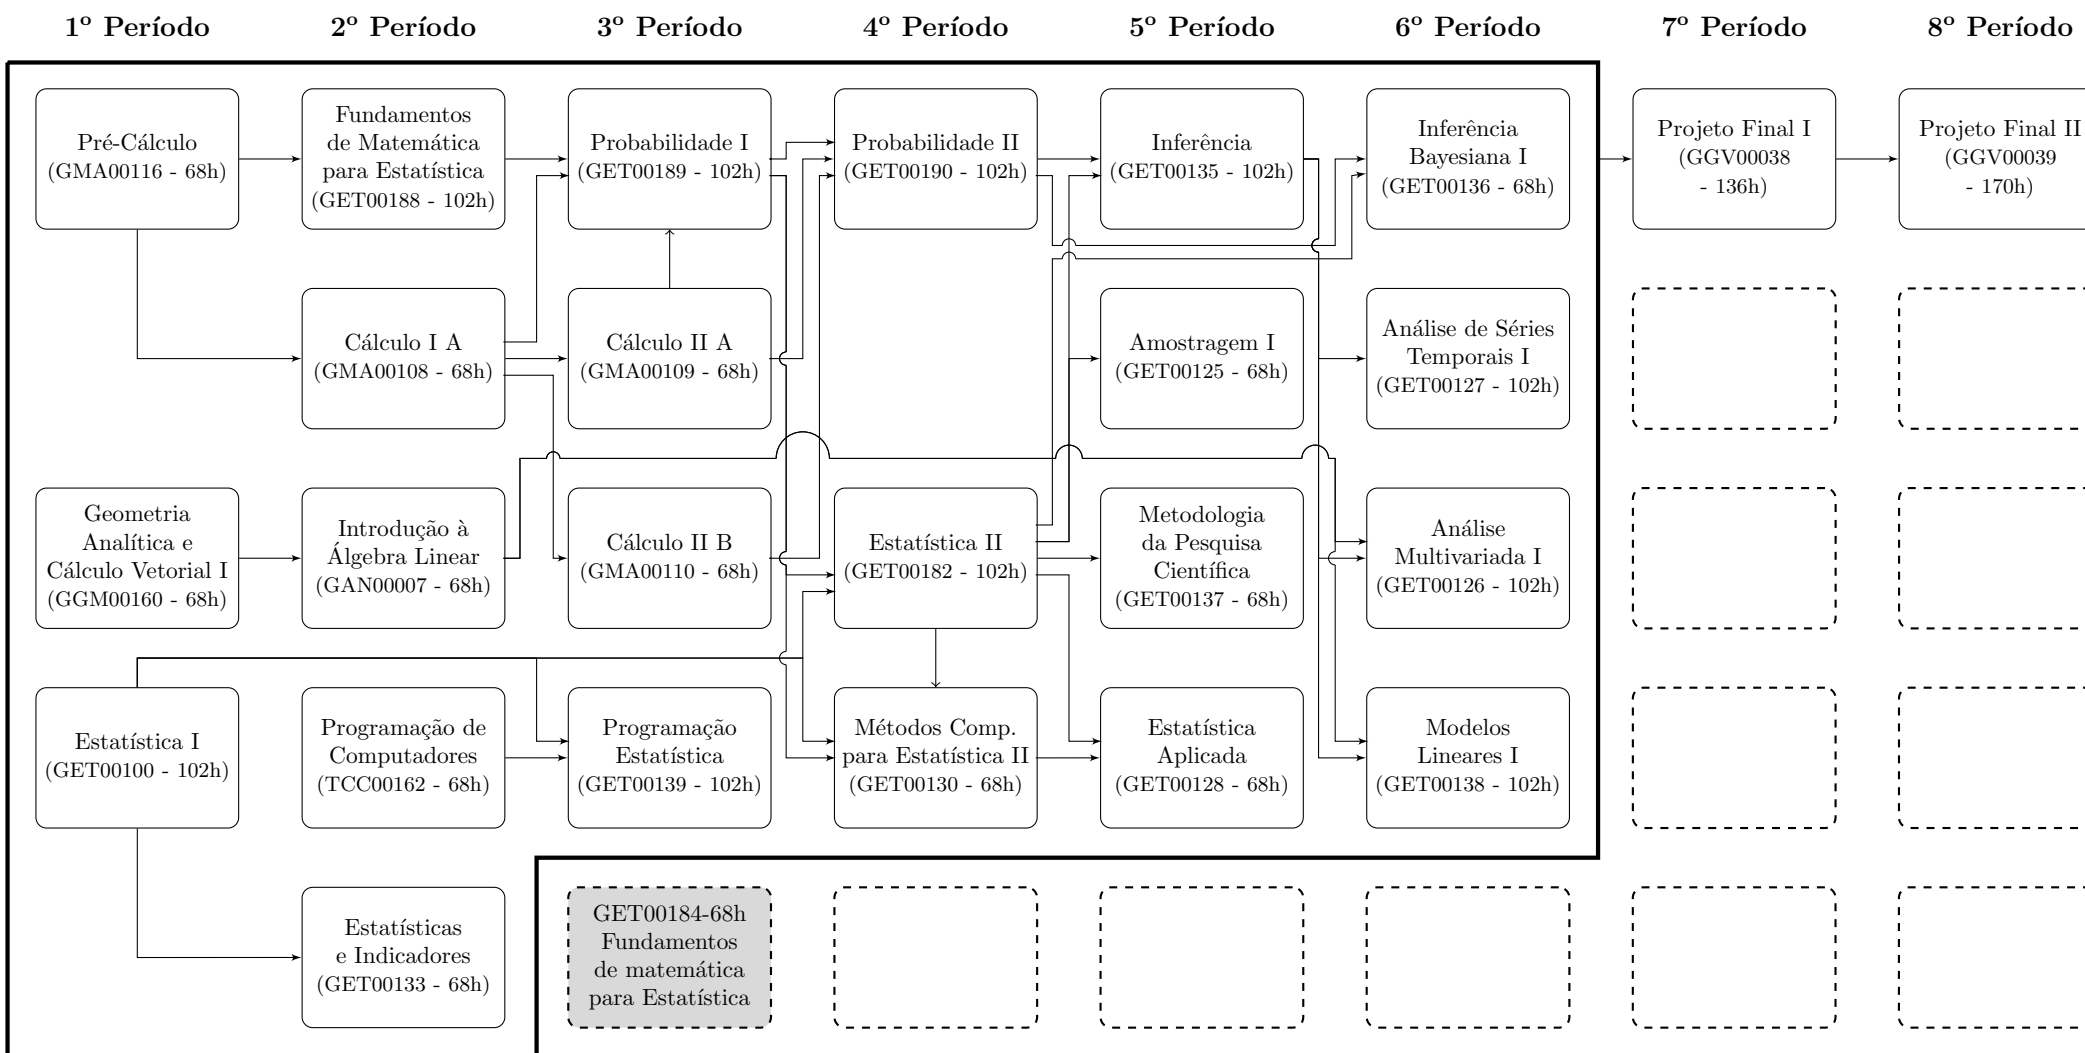 1º Período
2º Período
3º Período
4º Período
5º Período
6º Período
7º Período
8º Período
Pré-Cálculo
(GMA00116 - 68h)
Fundamentos
de Matemática
para Estatística
(GET00188 - 102h)
Probabilidade I
(GET00189 - 102h)
Probabilidade II
(GET00190 - 102h)
Inferência
(GET00135 - 102h)
Inferência
Bayesiana I
(GET00136 - 68h)
Projeto Final I
(GGV00038
- 136h)
Projeto Final II
(GGV00039
- 170h)
Cálculo I A
(GMA00108 - 68h)
Cálculo II A
(GMA00109 - 68h)
Amostragem I
(GET00125 - 68h)
Análise de Séries
Temporais I
(GET00127 - 102h)
Geometria
Analítica e
Cálculo Vetorial I
(GGM00160 - 68h)
Introdução à
Álgebra Linear
(GAN00007 - 68h)
Cálculo II B
(GMA00110 - 68h)
Estatística II
(GET00182 - 102h)
Metodologia
da Pesquisa
Científica
(GET00137 - 68h)
Análise
Multivariada I
(GET00126 - 102h)
Estatística I
(GET00100 - 102h)
Programação de
Computadores
(TCC00162 - 68h)
Programação
Estatística
(GET00139 - 102h)
Métodos Comp.
para Estatística II
(GET00130 - 68h)
Estatística
Aplicada
(GET00128 - 68h)
Modelos
Lineares I
(GET00138 - 102h)
Estatísticas
e Indicadores
(GET00133 - 68h)
GET00184-68h
Fundamentos
de matemática
para Estatística